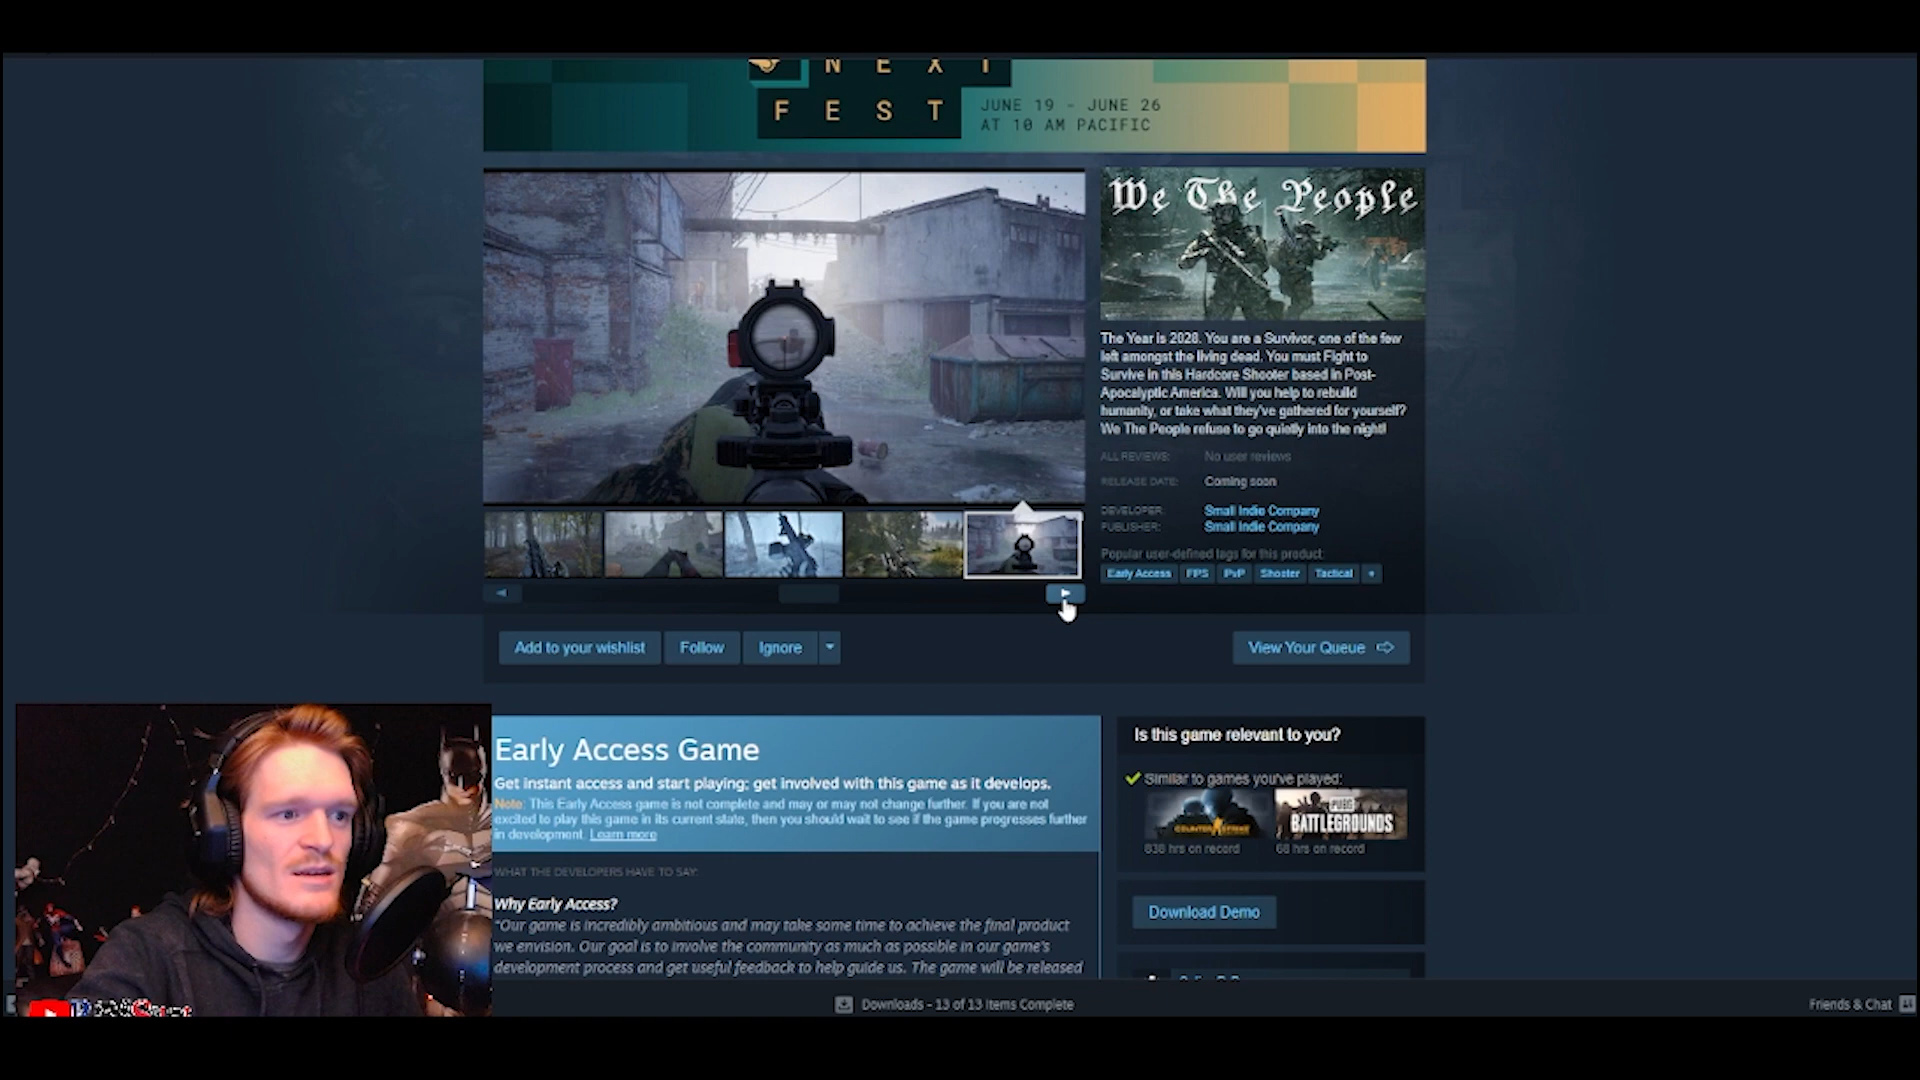 NEXT
FEST
JUNE 19 - JUNE 26
AT 10 AM PACIFIC
We The People
The Year is 2028. You are a Survivor, one of the few
left amongst the living dead. You must Fight to
Survive in this Hardcore Shooter based in Post-
Apocalyptic America. Will you help to rebuild
humanity, or take what they've gathered for yourself?
We The People refuse to go quietly into the night!
ALL REVIEWS: No user reviews
RELEASE DATE: Coming soon
DEVELOPER: Small Indie Company
PUBLISHER: Small Indie Company
Popular user-defined tags for this product:
Early Access FPS PvP Shooter Tactical +
Add to your wishlist Follow Ignore View Your Queue
Early Access Game
Get instant access and start playing; get involved with this game as it develops.
Note: This Early Access game is not complete and may or may not change further. If you are not
excited to play this game in its current state, then you should wait to see if the game progresses further
in development. Learn more
WHAT THE DEVELOPERS HAVE TO SAY:
Why Early Access?
"Our game is incredibly ambitious and may take some time to achieve the final product
we envision. Our goal is to involve the community as much as possible in our game's
development process and get useful feedback to help guide us. The game will be released
Is this game relevant to you?
Similar to games you've played:
COUNTER STRIKE
PUBG
BATTLEGROUNDS
838 hrs on record 68 hrs on record
Download Demo
Downloads - 13 of 13 Items Complete
Friends & Chat